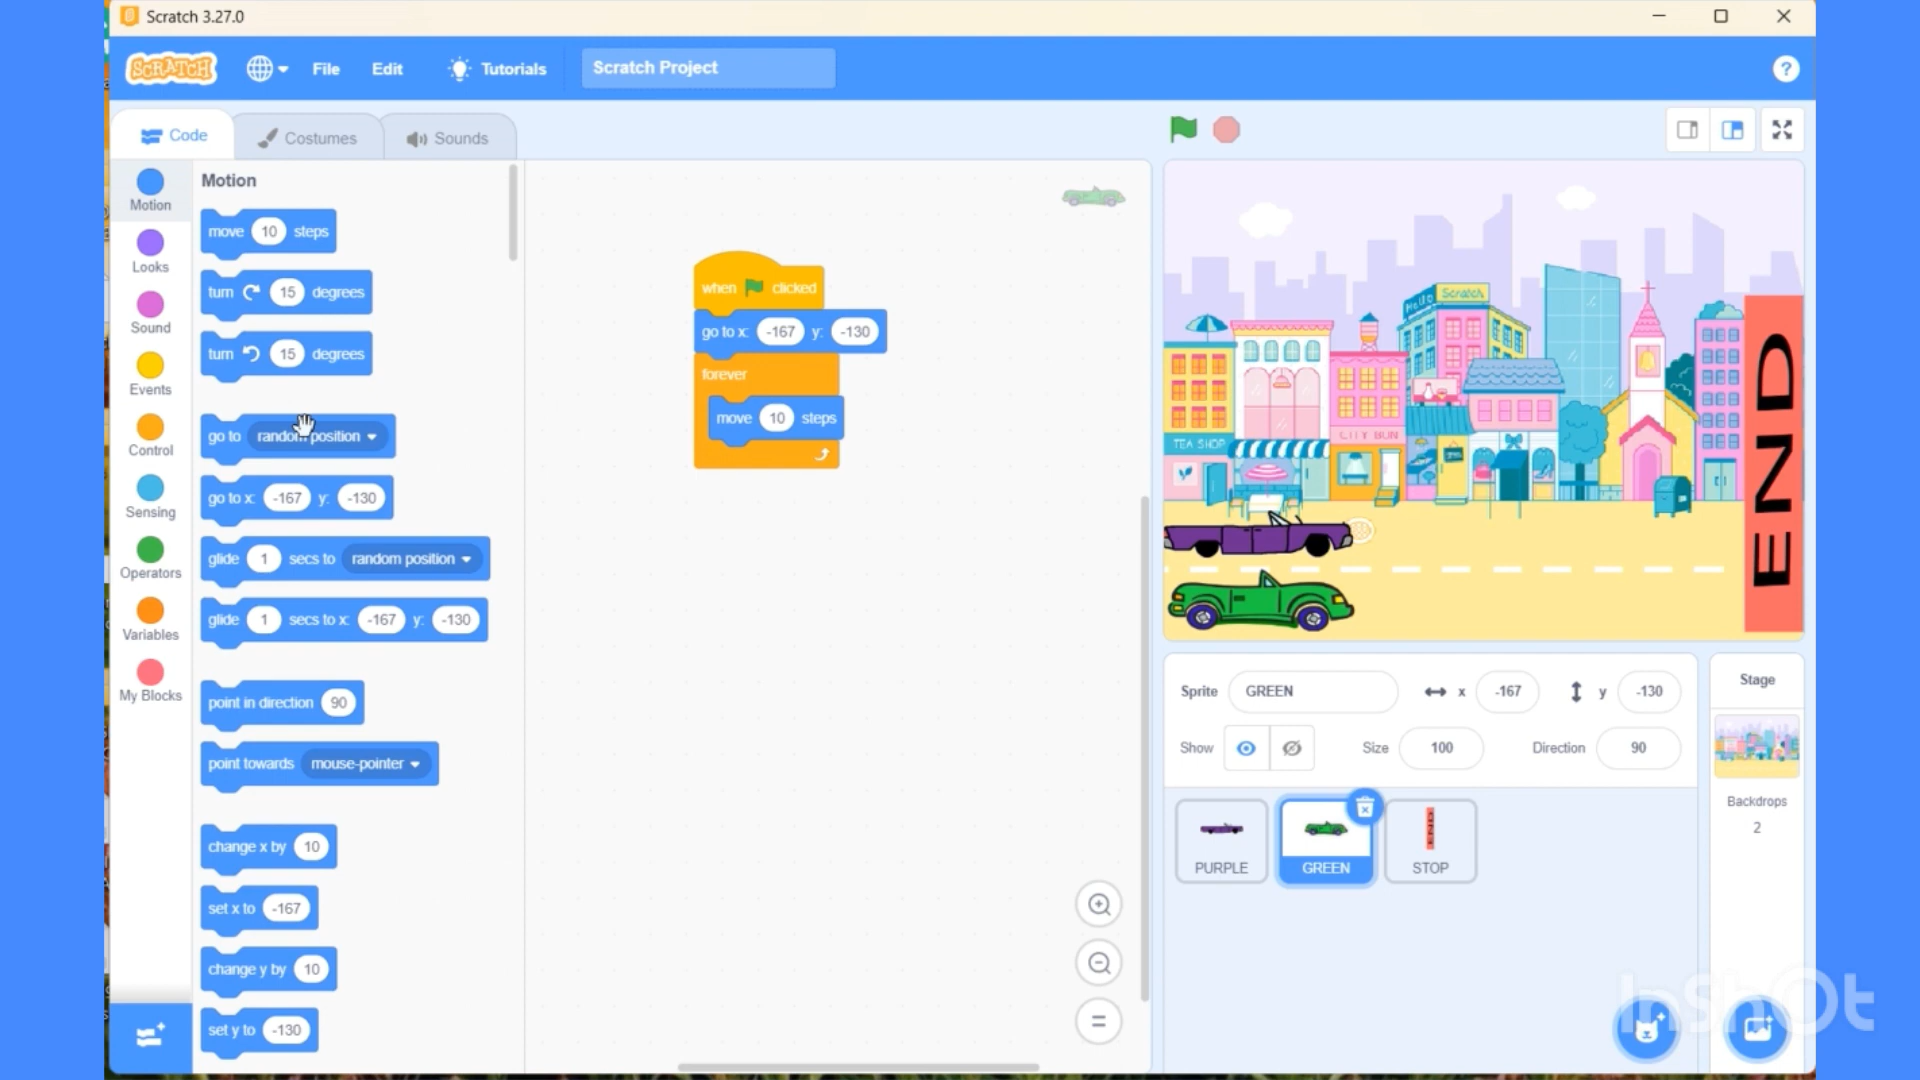 Scratch 3.27.0
SCRATCH
File
Edit
Tutorials
Scratch Project
?
Code
Costumes
Sounds
Motion
Looks
Sound
Events
Control
Sensing
Operators
Variables
My Blocks
Motion
move 10 steps
turn 15 degrees
turn 15 degrees
go to random position
go to x: -167 y: -130
glide 1 secs to random position
glide 1 secs to x: -167 y: -130
point in direction 90
point towards mouse-pointer
change x by 10
set x to -167
change y by 10
set y to -130
when clicked
go to x: -167 y: -130
forever
move 10 steps
Hello
Scratch
TEA SHOP
CITY BUN
END
Sprite GREEN x -167 y -130
Show Size 100 Direction 90
PURPLE
GREEN
END
STOP
Stage
Backdrops
2
InShOt